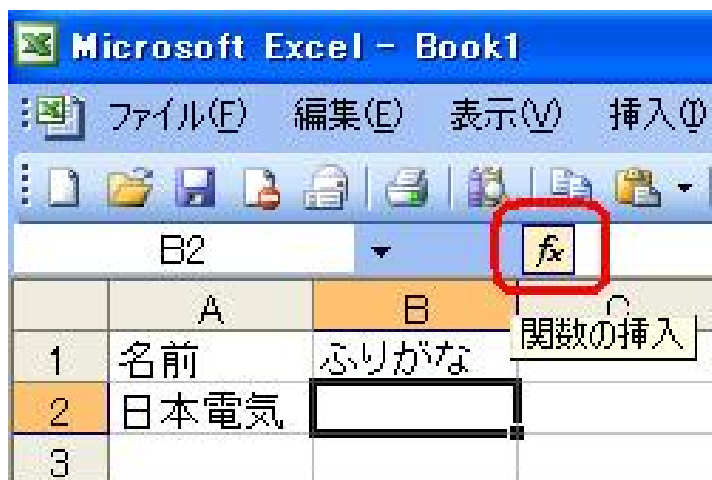 Microsoft Excel - Book1
ファイル(F) 編集(E) 表示(V) 挿入(I)
B2 fx
A B C
関数の挿入
1 名前 ふりがな
2 日本電気
3